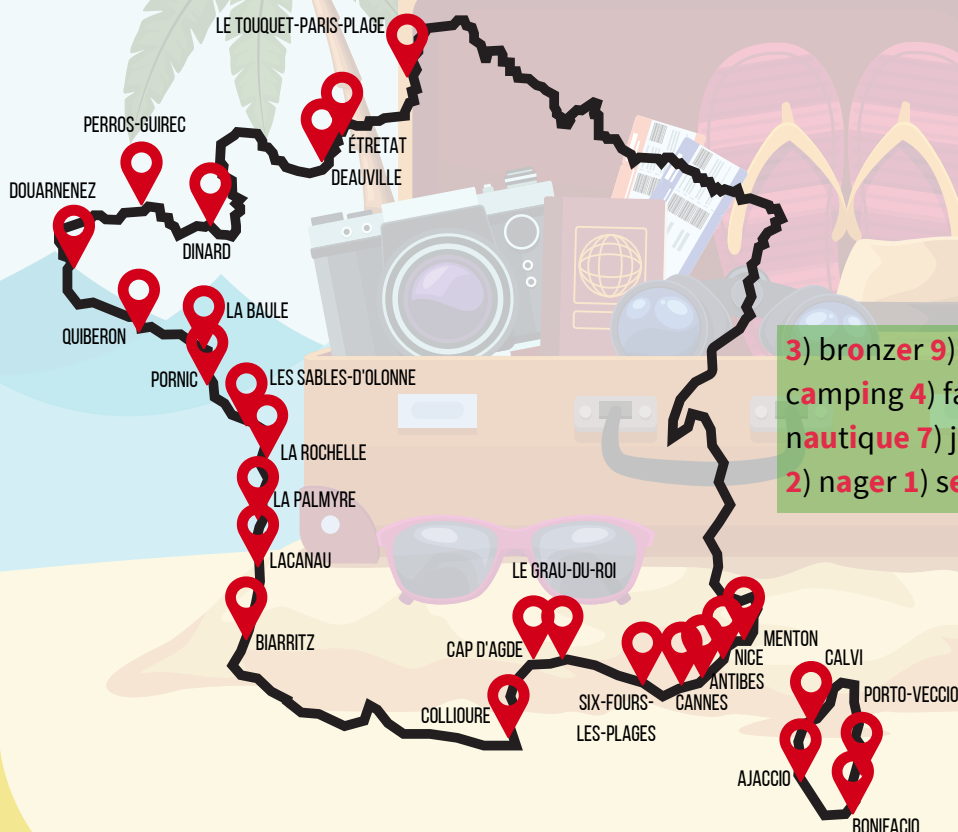 LE TOUQUET-PARIS-PLAGE
PERROS-GUIREC
ÉTRETAT
DEAUVILLE
DOUARNENEZ
DINARD
LA BAULE
QUIBERON
PORNIC
LES SABLES-D'OLONNE
LA ROCHELLE
LA PALMYRE
LACANAU
BIARRITZ
LE GRAU-DU-ROI
CAP D'AGDE
COLLIOURE
SIX-FOURS-
LES-PLAGES
CANNES
ANTIBES
NICE
MENTON
CALVI
PORTO-VECCIO
AJACCIO
BONIFACIO
3) bronzer 9)
camping 4) fa
nautique 7) j
2) nager 1) se